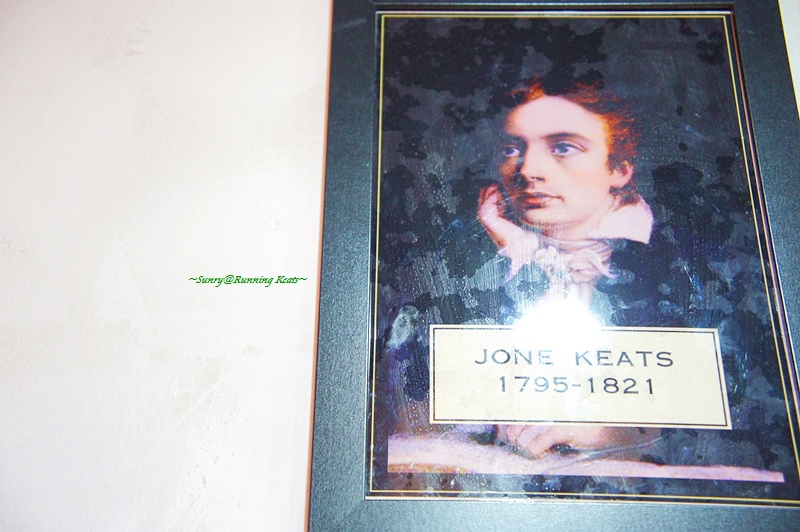 ~Sunry@Running Keats~
JONE KEATS
1795-1821